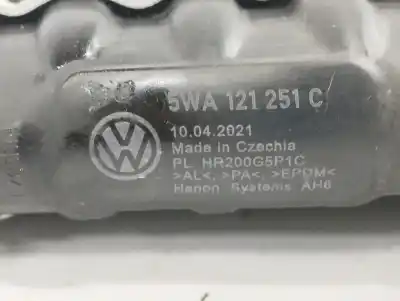 5WA 121 251 C
10.04.2021
Made in Czechia
PL HR200G5P1C
>AL<, >PA<, >EPDM<
Hanon Systems AH6